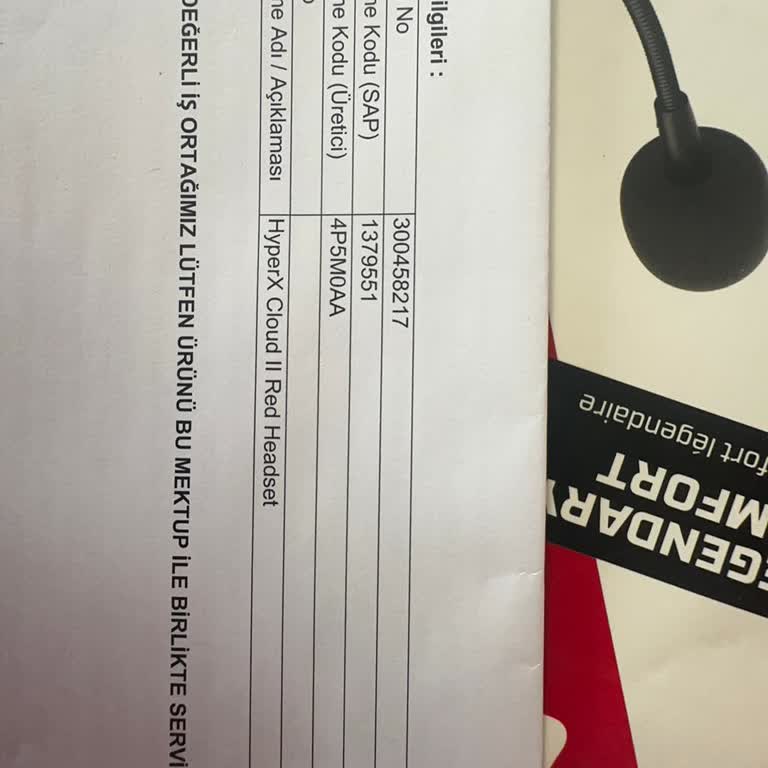 ilgileri :
No 300458217
ne Kodu (SAP) 1379551
ne Kodu (Üretici) 4P5M0AA
ne Adı / Açıklaması HyperX Cloud II Red Headset
DEĞERLİ İŞ ORTAĞIMIZ LÜTFEN ÜRÜNÜ BU MEKTUP İLE BİRLİKTE SERVİ
EGENDARY
MFORT
fort légendaire